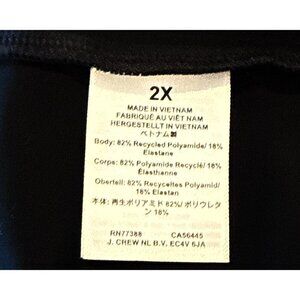 2X
MADE IN VIETNAM
FABRIQUÉ AU VIÊT NAM
HERGESTELLT IN VIETNAM
ベトナム製
Body: 82% Recycled Polyamide/ 18%
Elastane
Corps: 82% Polyamide Recyclé/ 18%
Élasthanne
Oberteil: 82% Recyceltes Polyamid/
18% Elastan
本体: 再生ポリアミド 82%/ ポリウレタ
ン 18%
RN77388 CA56445
J. CHEW NL B.V. EC4V 6JA